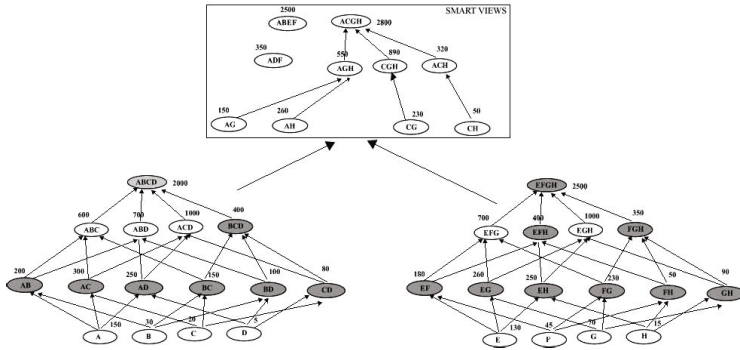 SMART VIEWS
2500
ABEF
ACGH
2800
350
ADF
550
AGH
890
CGH
320
ACH
150
AG
260
AH
230
CG
50
CH
ABCD
2000
600
ABC
700
ABD
1000
ACD
400
BCD
200
AB
300
AC
250
AD
150
BC
100
BD
80
CD
A
150
B
30
C
20
D
5
EFGH
2500
700
EFG
400
EFH
1000
EGH
350
FGH
180
EF
260
EG
250
EH
230
FG
50
FH
90
GH
E
130
F
45
G
70
H
15